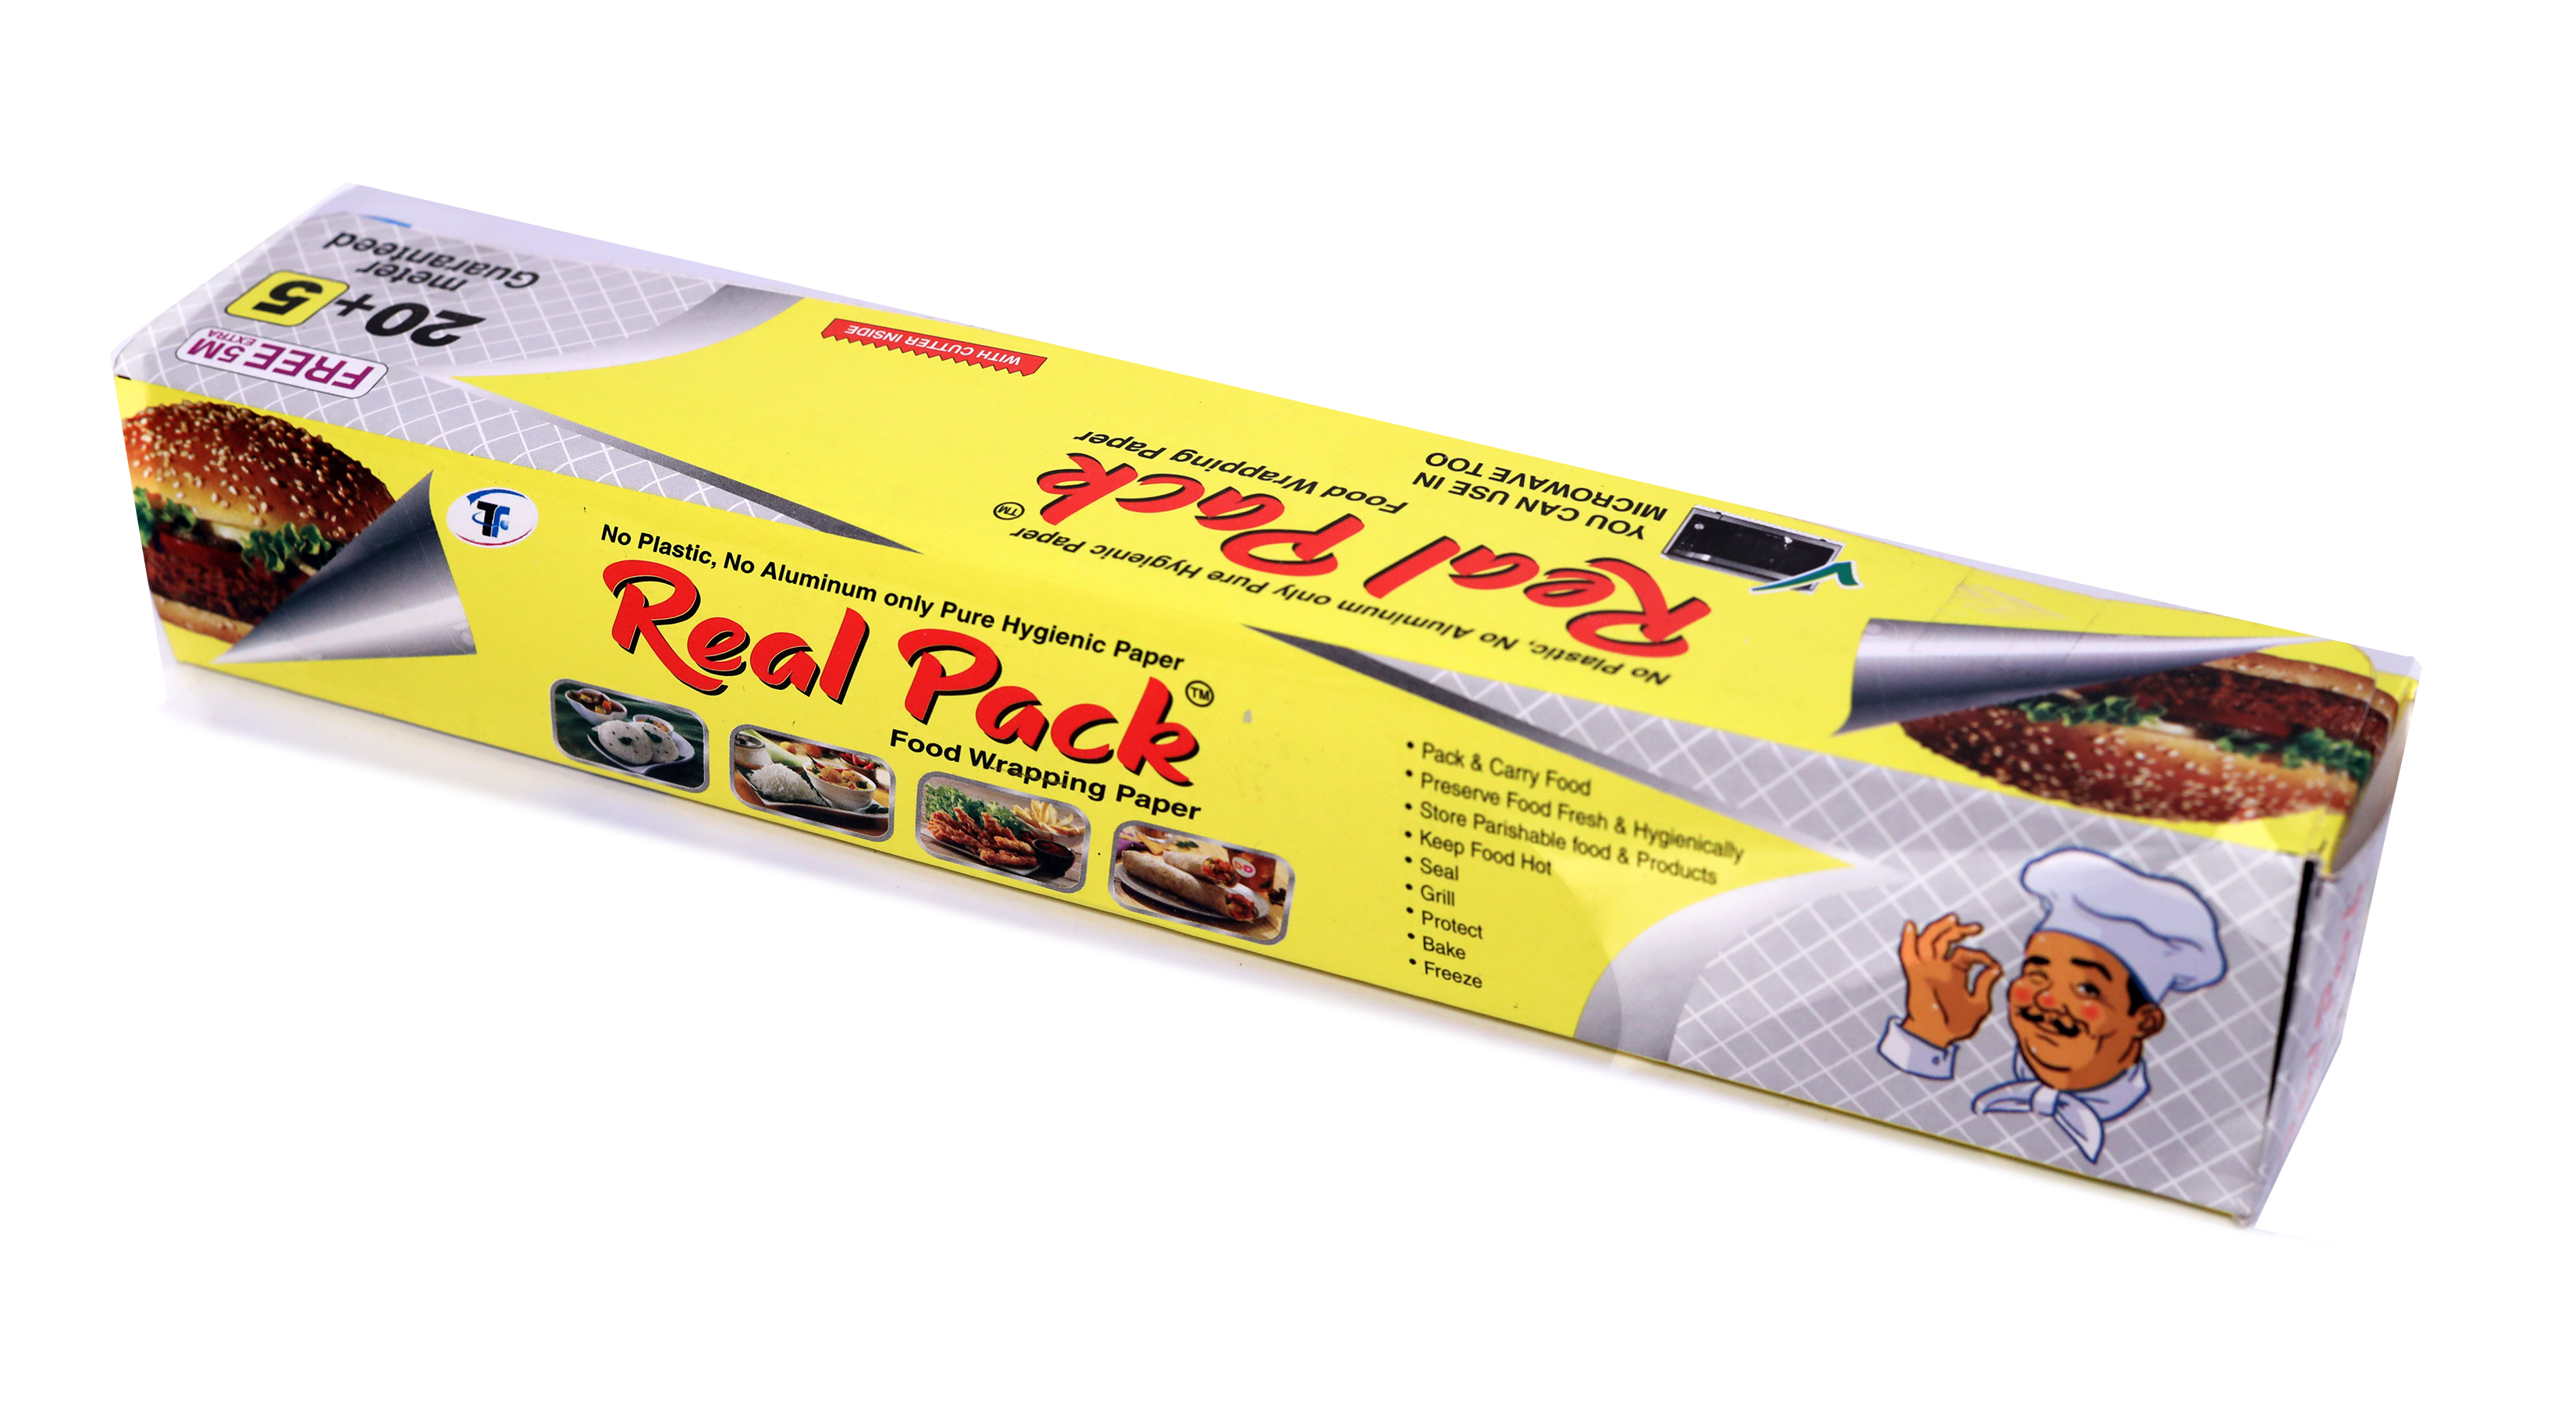 FREE 5M
EXTRA
20+5
meter
Guaranteed
WITH CUTTER INSIDE
No Plastic, No Aluminum only Pure Hygienic Paper
Real Pack
TM
Food Wrapping Paper
YOU CAN USE IN
MICROWAVE TOO
TF
No Plastic, No Aluminum only Pure Hygienic Paper
Real Pack
TM
Food Wrapping Paper
• Pack & Carry Food
• Preserve Food Fresh & Hygienically
• Store Parishable food & Products
• Keep Food Hot
• Seal
• Grill
• Protect
• Bake
• Freeze